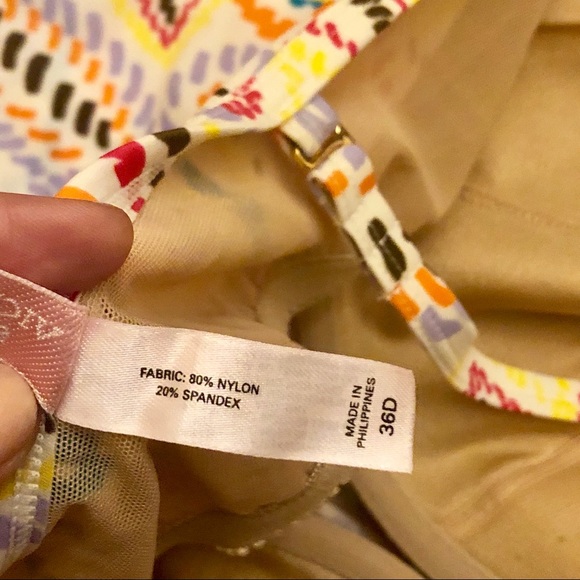 FABRIC: 80% NYLON
20% SPANDEX
MADE IN
PHILIPPINES
36D